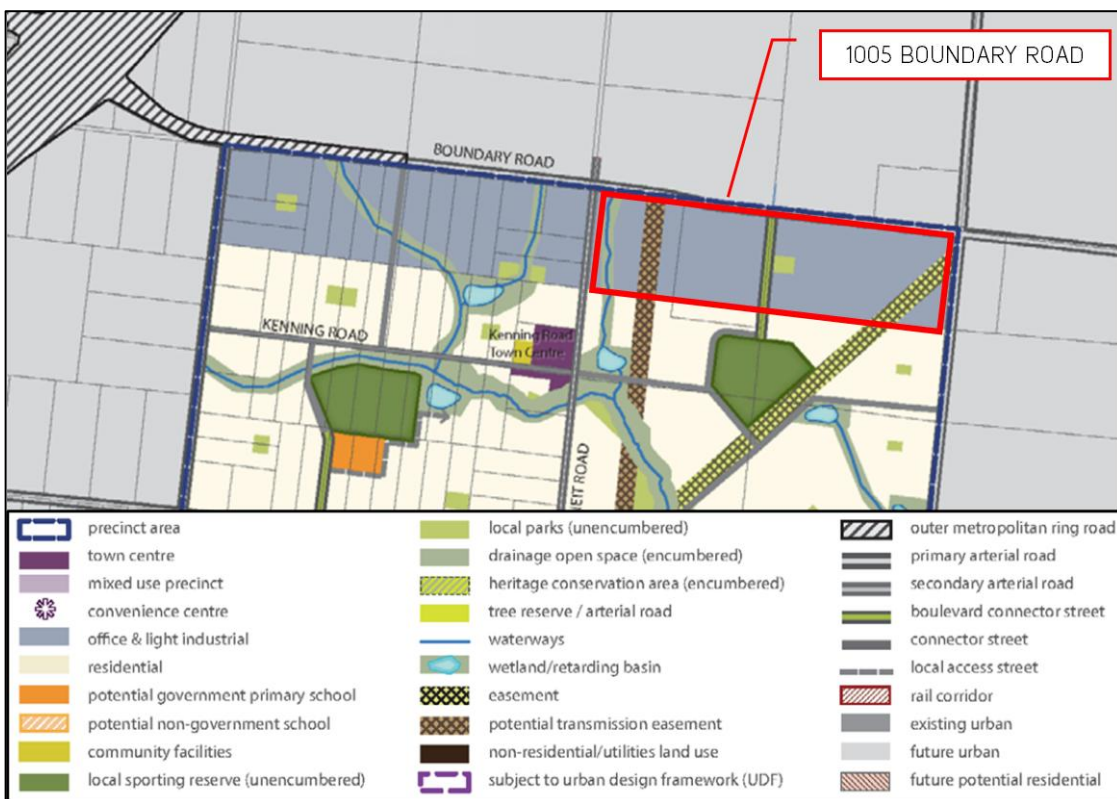 1005 BOUNDARY ROAD
BOUNDARY ROAD
KENNING ROAD
Kenning Road
Town Centre
NEIT ROAD
precinct area
town centre
mixed use precinct
convenience centre
office & light industrial
residential
potential government primary school
potential non-government school
community facilities
local sporting reserve (unencumbered)
local parks (unencumbered)
drainage open space (encumbered)
heritage conservation area (encumbered)
tree reserve / arterial road
waterways
wetland/retarding basin
easement
potential transmission easement
non-residential/utilities land use
subject to urban design framework (UDF)
outer metropolitan ring road
primary arterial road
secondary arterial road
boulevard connector street
connector street
local access street
rail corridor
existing urban
future urban
future potential residential